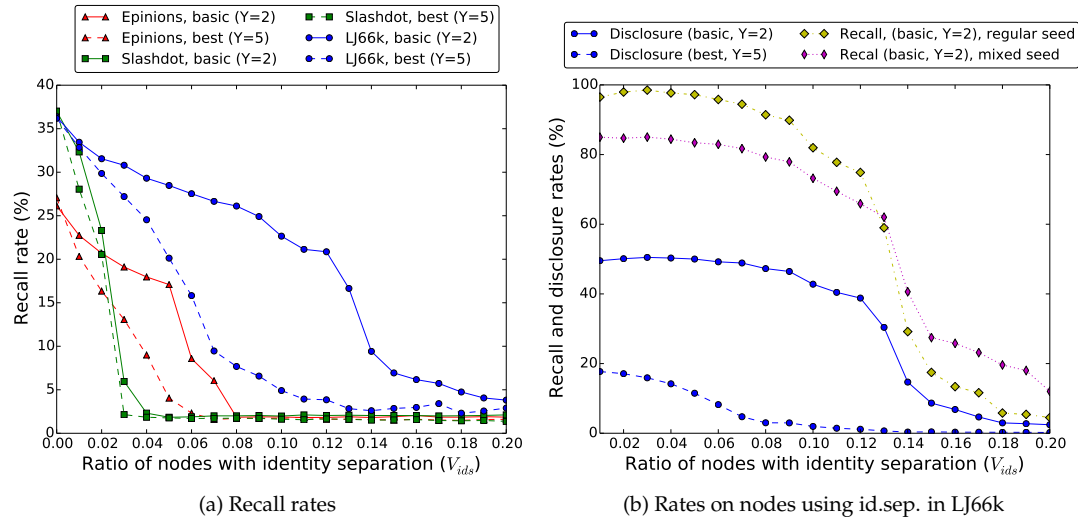 Epinions, basic (Y=2)
Epinions, best (Y=5)
Slashdot, basic (Y=2)
Slashdot, best (Y=5)
LJ66k, basic (Y=2)
LJ66k, best (Y=5)
40
35
30
25
20
15
10
5
0
Recall rate (%)
0.00 0.02 0.04 0.06 0.08 0.10 0.12 0.14 0.16 0.18 0.20
Ratio of nodes with identity separation (V_ids)
(a) Recall rates
Disclosure (basic, Y=2)
Disclosure (best, Y=5)
Recall, (basic, Y=2), regular seed
Recal (basic, Y=2), mixed seed
100
80
60
40
20
0
Recall and disclosure rates (%)
0.02 0.04 0.06 0.08 0.10 0.12 0.14 0.16 0.18 0.20
Ratio of nodes with identity separation (V_ids)
(b) Rates on nodes using id.sep. in LJ66k